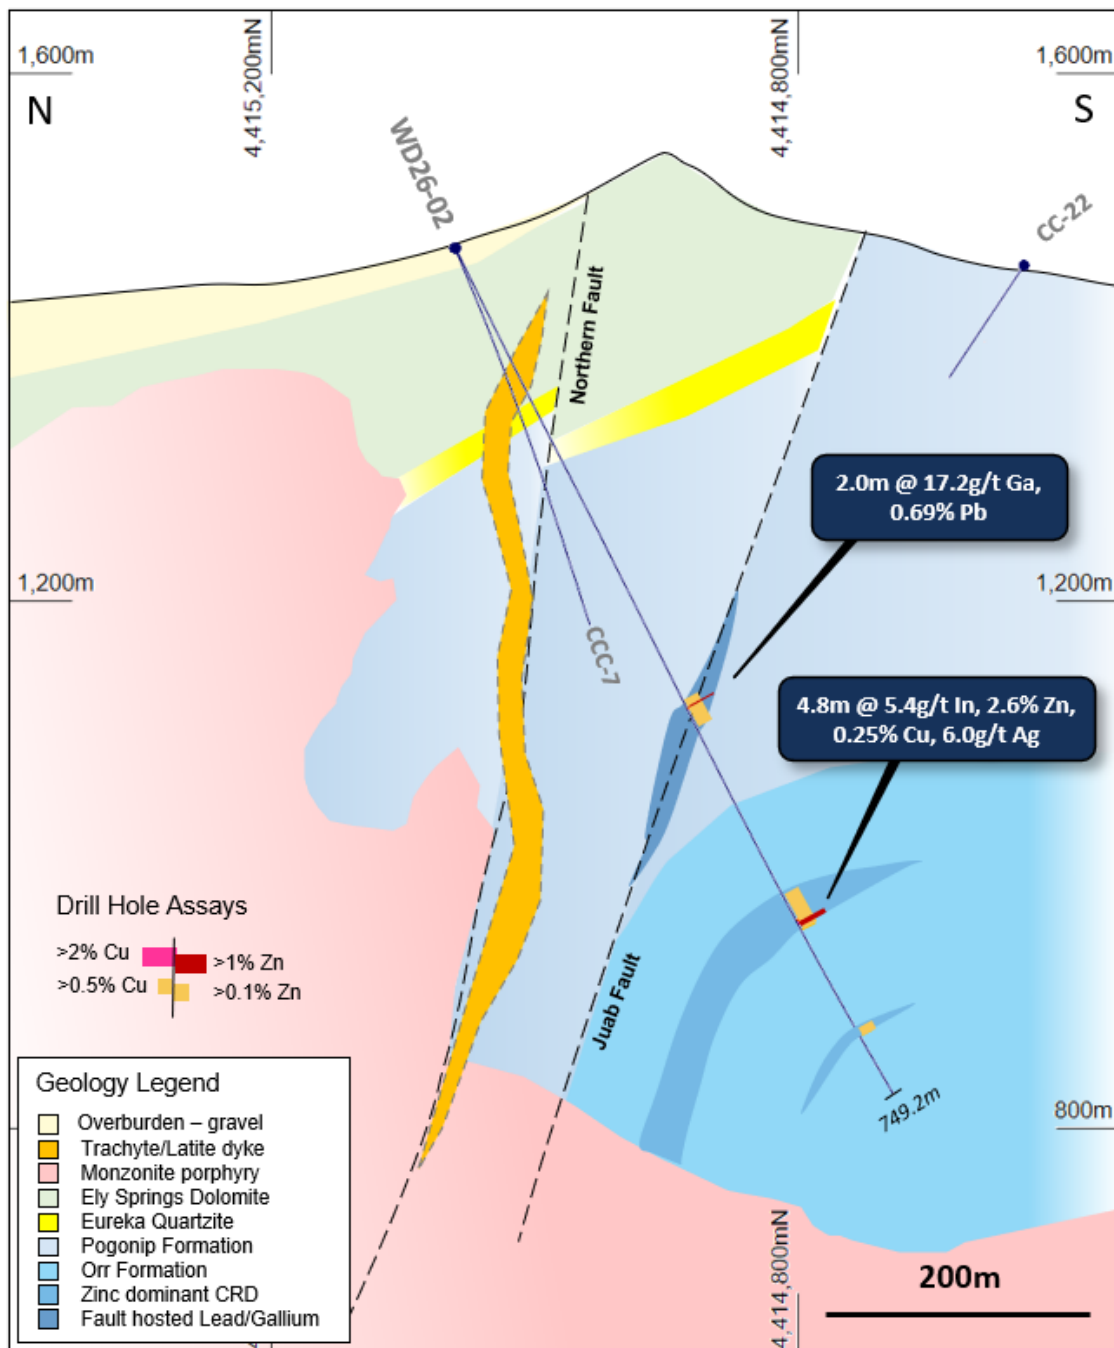 4,415,200mN
4,414,800mN
1,600m
1,600m
N
S
WD26-02
CC-22
Northern Fault
2.0m @ 17.2g/t Ga,
0.69% Pb
1,200m
1,200m
CCC-7
4.8m @ 5.4g/t In, 2.6% Zn,
0.25% Cu, 6.0g/t Ag
Drill Hole Assays
>2% Cu
>1% Zn
>0.5% Cu
>0.1% Zn
Juab Fault
749.2m
800m
Geology Legend
Overburden – gravel
Trachyte/Latite dyke
Monzonite porphyry
Ely Springs Dolomite
Eureka Quartzite
Pogonip Formation
Orr Formation
Zinc dominant CRD
Fault hosted Lead/Gallium
4,414,800mN
200m